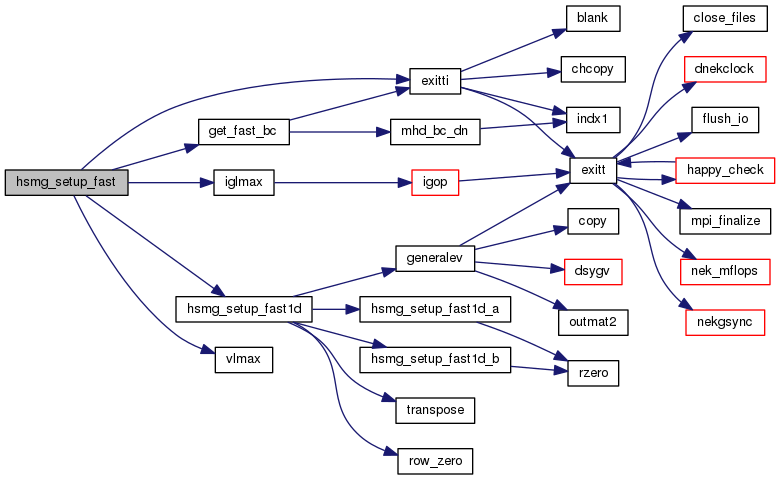 hsmg_setup_fast
exitti
get_fast_bc
iglmax
hsmg_setup_fast1d
vlmax
blank
chcopy
indx1
mhd_bc_dn
igop
exitt
generalev
hsmg_setup_fast1d_a
hsmg_setup_fast1d_b
transpose
row_zero
copy
dsygv
outmat2
rzero
close_files
dnekclock
flush_io
happy_check
mpi_finalize
nek_mflops
nekgsync